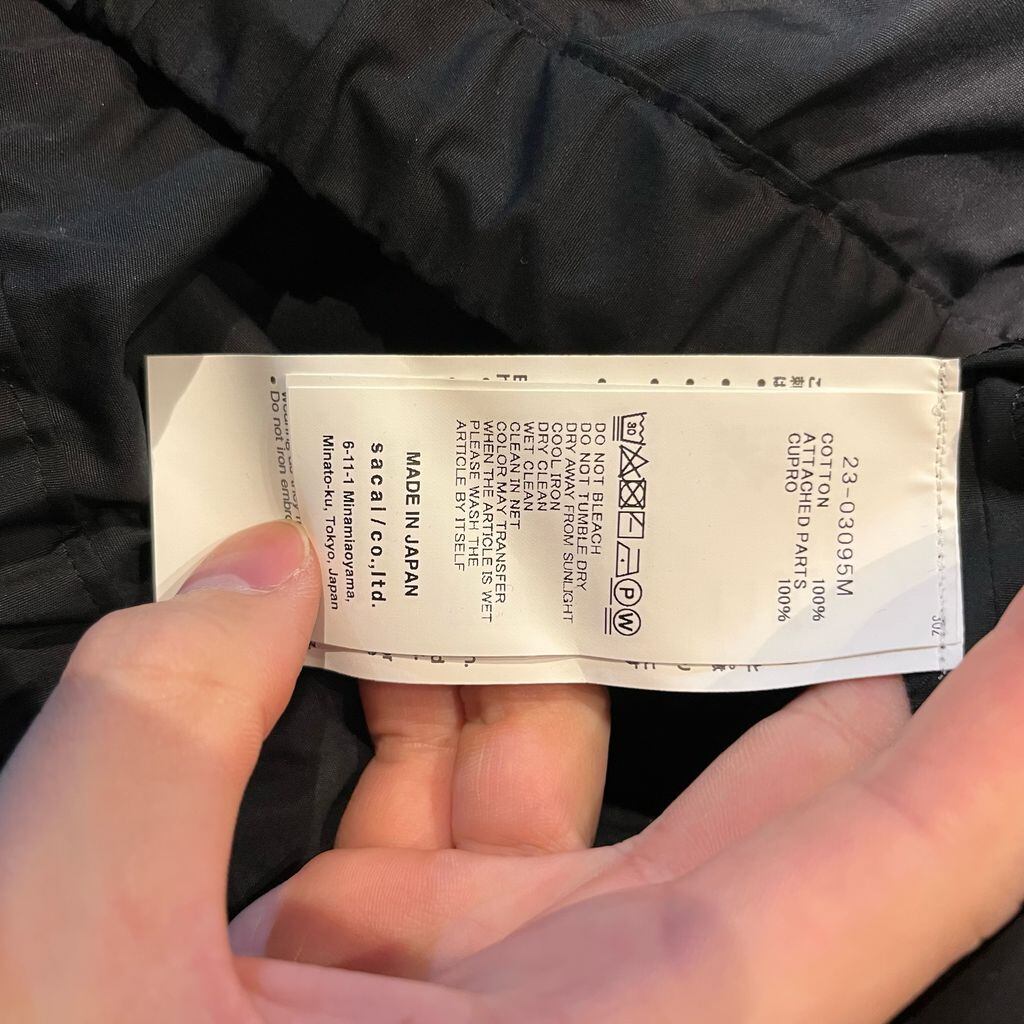 23-03095M
COTTON 100%
ATTACHED PARTS
CUPRO 100%
30
P
W
DO NOT BLEACH
DO NOT TUMBLE DRY
DRY AWAY FROM SUNLIGHT
COOL IRON
DRY CLEAN
WET CLEAN
CLEAN IN NET
COLOR MAY TRANSFER
WHEN THE ARTICLE IS WET
PLEASE WASH THE
ARTICLE BY ITSELF
MADE IN JAPAN
sacai/co.,ltd.
6-11-1 Minamiaoyama,
Minato-ku, Tokyo, Japan
• Do not iron